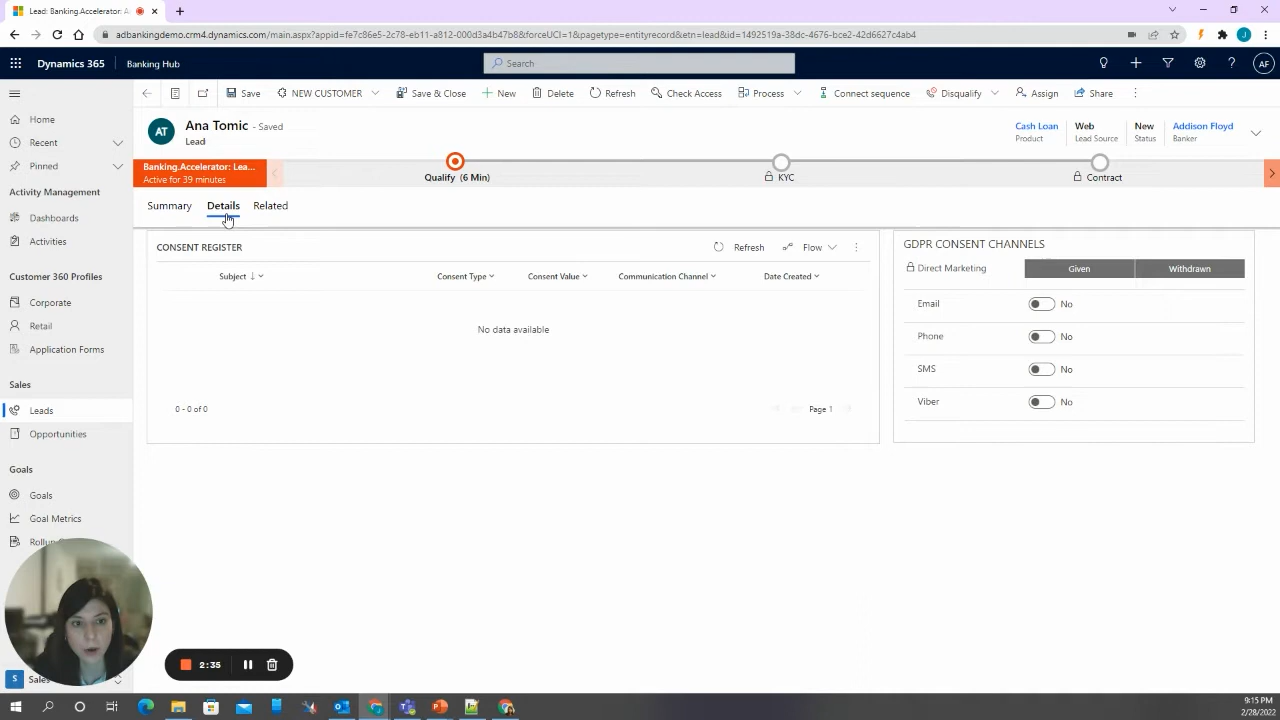 Lead: Banking.Accelerator: A
adbankingdemo.crm4.dynamics.com/main.aspx?appid=fe7c86e5-2c78-eb11-a812-000d3a4b47b8&forceUCI=1&pagetype=entityrecord&etn=lead&id=1492519a-38dc-4676-bce2-42d6627c4ab4
J
Dynamics 365
Banking Hub
Search
AF
Save
NEW CUSTOMER
Save & Close
New
Delete
Refresh
Check Access
Process
Connect sequence
Disqualify
Assign
Share
Home
Recent
Pinned
Activity Management
Dashboards
Activities
Customer 360 Profiles
Corporate
Retail
Application Forms
Sales
Leads
Opportunities
Goals
Goals
Goal Metrics
Rollup
S
Sales
AT
Ana Tomic - Saved
Lead
Cash Loan
Product
Web
Lead Source
New
Status
Addison Floyd
Banker
Banking.Accelerator: Lea...
Active for 39 minutes
Qualify (6 Min)
KYC
Contract
Summary
Details
Related
CONSENT REGISTER
Refresh
Flow
Subject
Consent Type
Consent Value
Communication Channel
Date Created
No data available
0 - 0 of 0
Page 1
GDPR CONSENT CHANNELS
Direct Marketing
Given
Withdrawn
Email
No
Phone
No
SMS
No
Viber
No
2:35
9:15 PM
2/28/2022